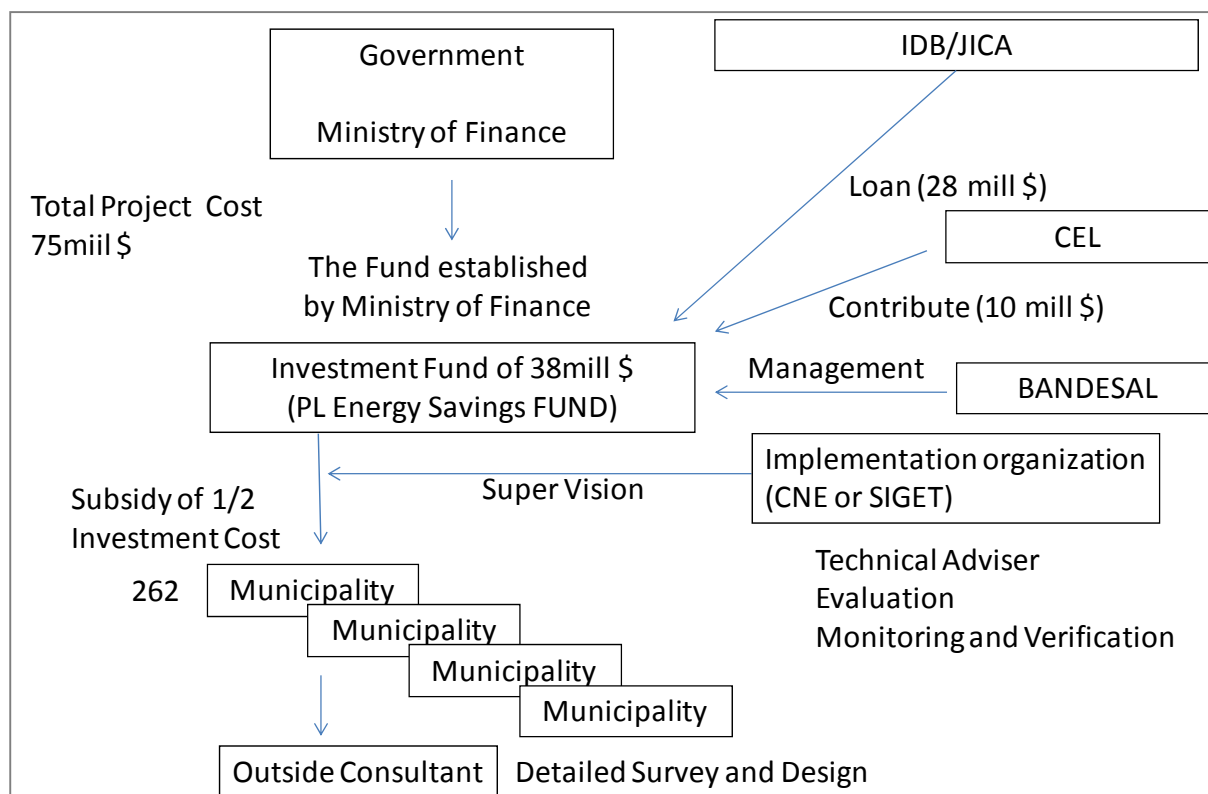 Government
Ministry of Finance
IDB/JICA
Total Project Cost
75miil $
Loan (28 mill $)
CEL
The Fund established
by Ministry of Finance
Contribute (10 mill $)
Investment Fund of 38mill $
(PL Energy Savings FUND)
Management
BANDESAL
Implementation organization
(CNE or SIGET)
Super Vision
Subsidy of 1/2
Investment Cost
Technical Adviser
Evaluation
Monitoring and Verification
262
Municipality
Municipality
Municipality
Municipality
Outside Consultant
Detailed Survey and Design